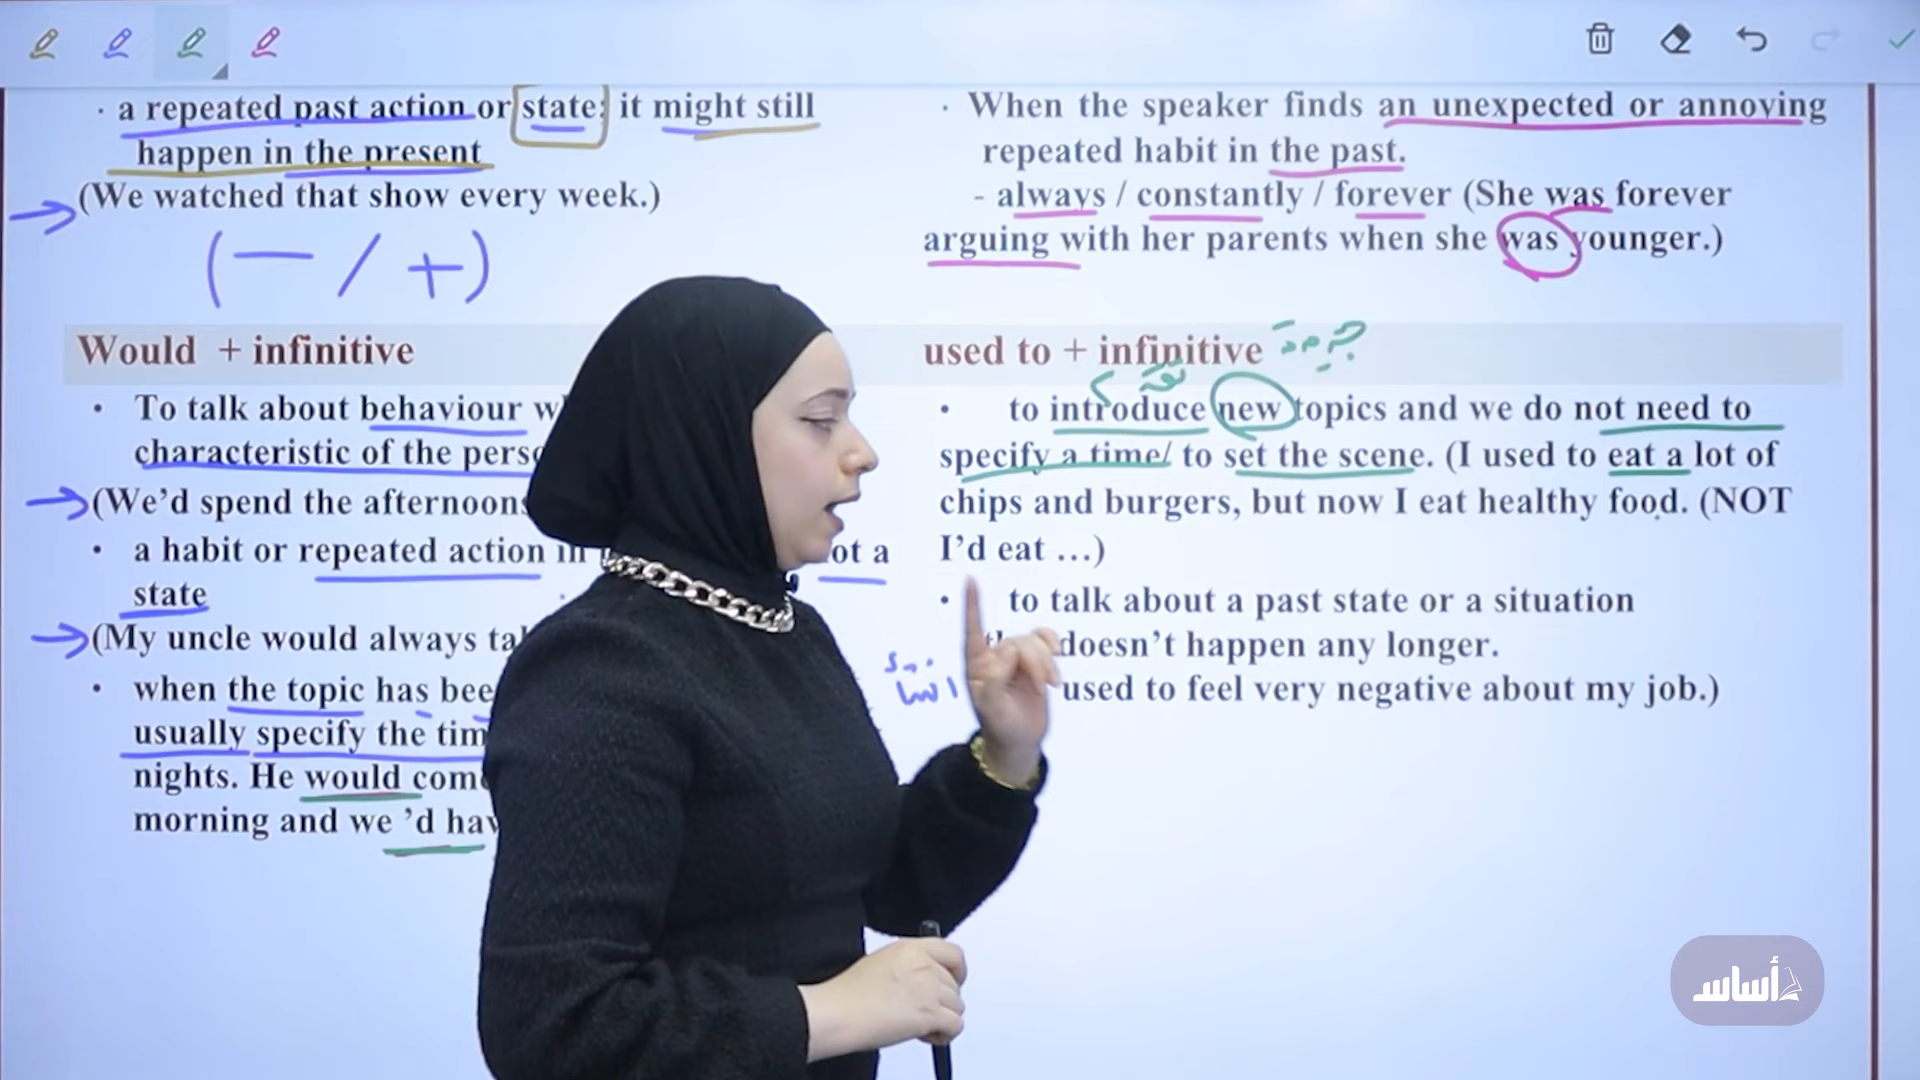 · a repeated past action or state; it might still
happen in the present
(We watched that show every week.)
(— / +)
Would + infinitive
• To talk about behaviour
characteristic of the
(We’d spend the afternoons
• a habit or repeated action in
ot a
state
(My uncle would always
• when the topic has
usually specify the
nights. He would
morning and we ’d
· When the speaker finds an unexpected or annoying
repeated habit in the past.
- always / constantly / forever (She was forever
arguing with her parents when she was younger.)
used to + infinitive
• to introduce new topics and we do not need to
specify a time/ to set the scene. (I used to eat a lot of
chips and burgers, but now I eat healthy food. (NOT
I’d eat …)
• to talk about a past state or a situation
doesn’t happen any longer.
used to feel very negative about my job.)
أساس